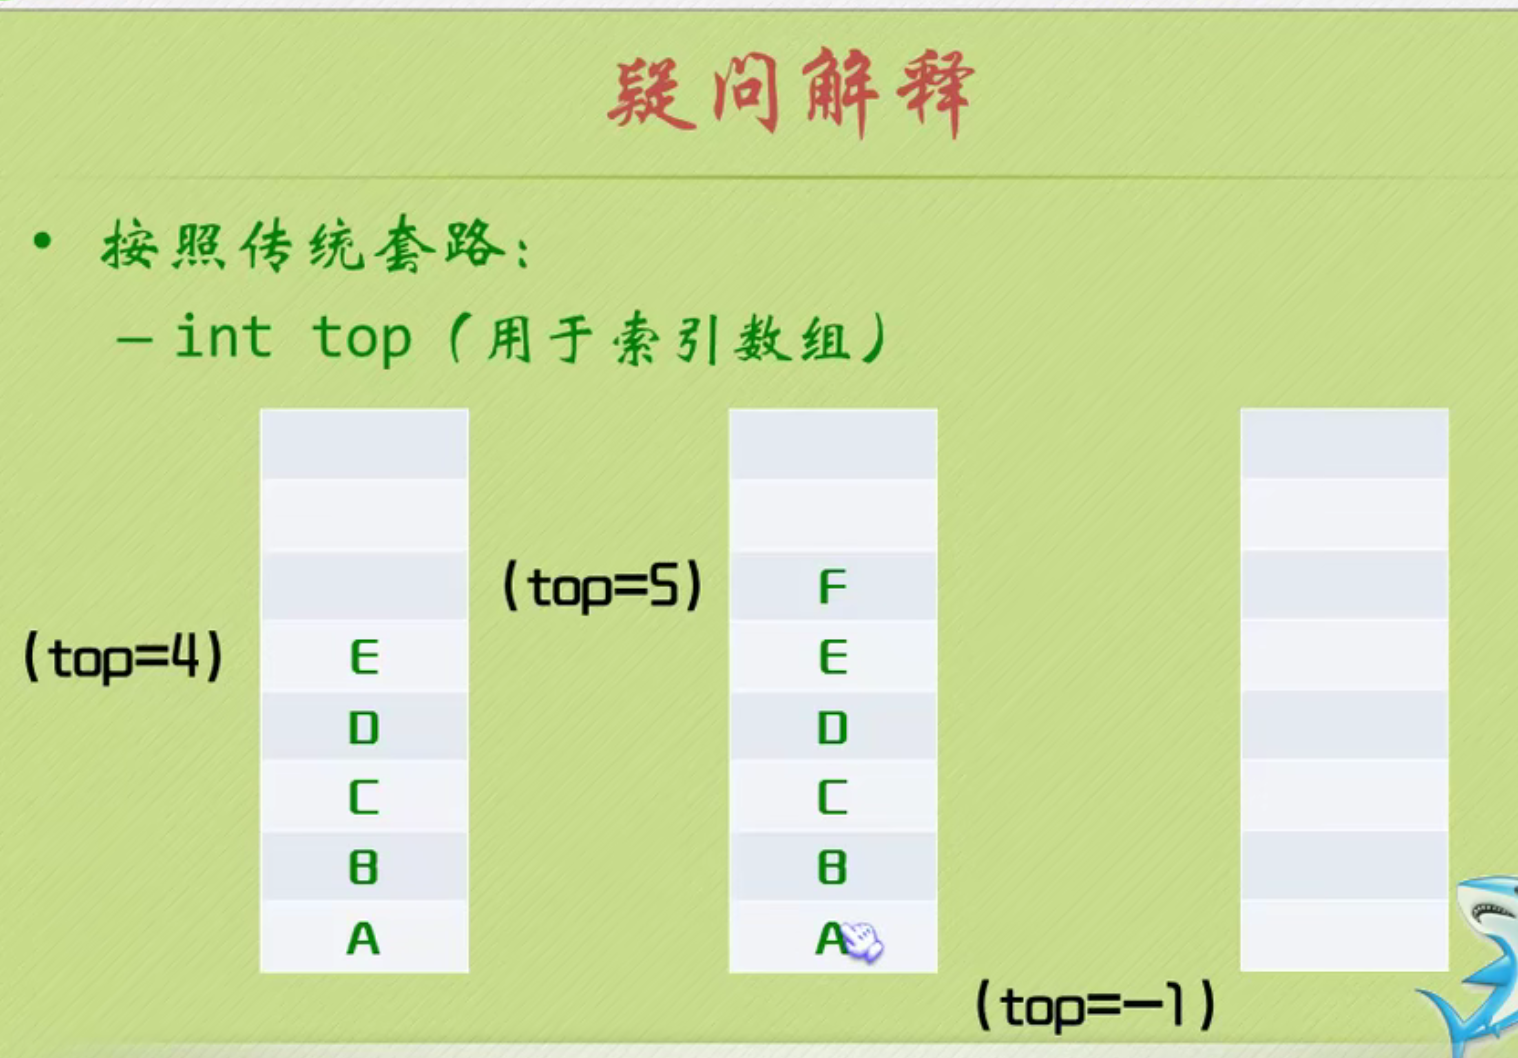 疑问解释
• 按照传统套路：
– int top（用于索引数组）
(top=5) F
(top=4) E E
D D
C C
B B
A A
(top=-1)